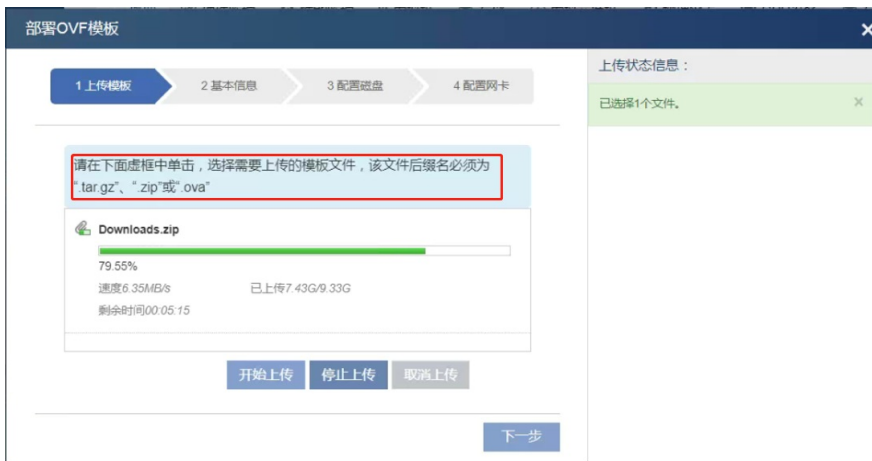 部署OVF模板
×
1 上传模板
2 基本信息
3 配置磁盘
4 配置网卡
请在下面虚框中单击，选择需要上传的模板文件，该文件后缀名必须为
“.tar.gz”、“.zip”或“.ova”
Downloads.zip
79.55%
速度6.35MB/s
已上传7.43G/9.33G
剩余时间00:05:15
开始上传
停止上传
取消上传
下一步
上传状态信息：
已选择1个文件。
×